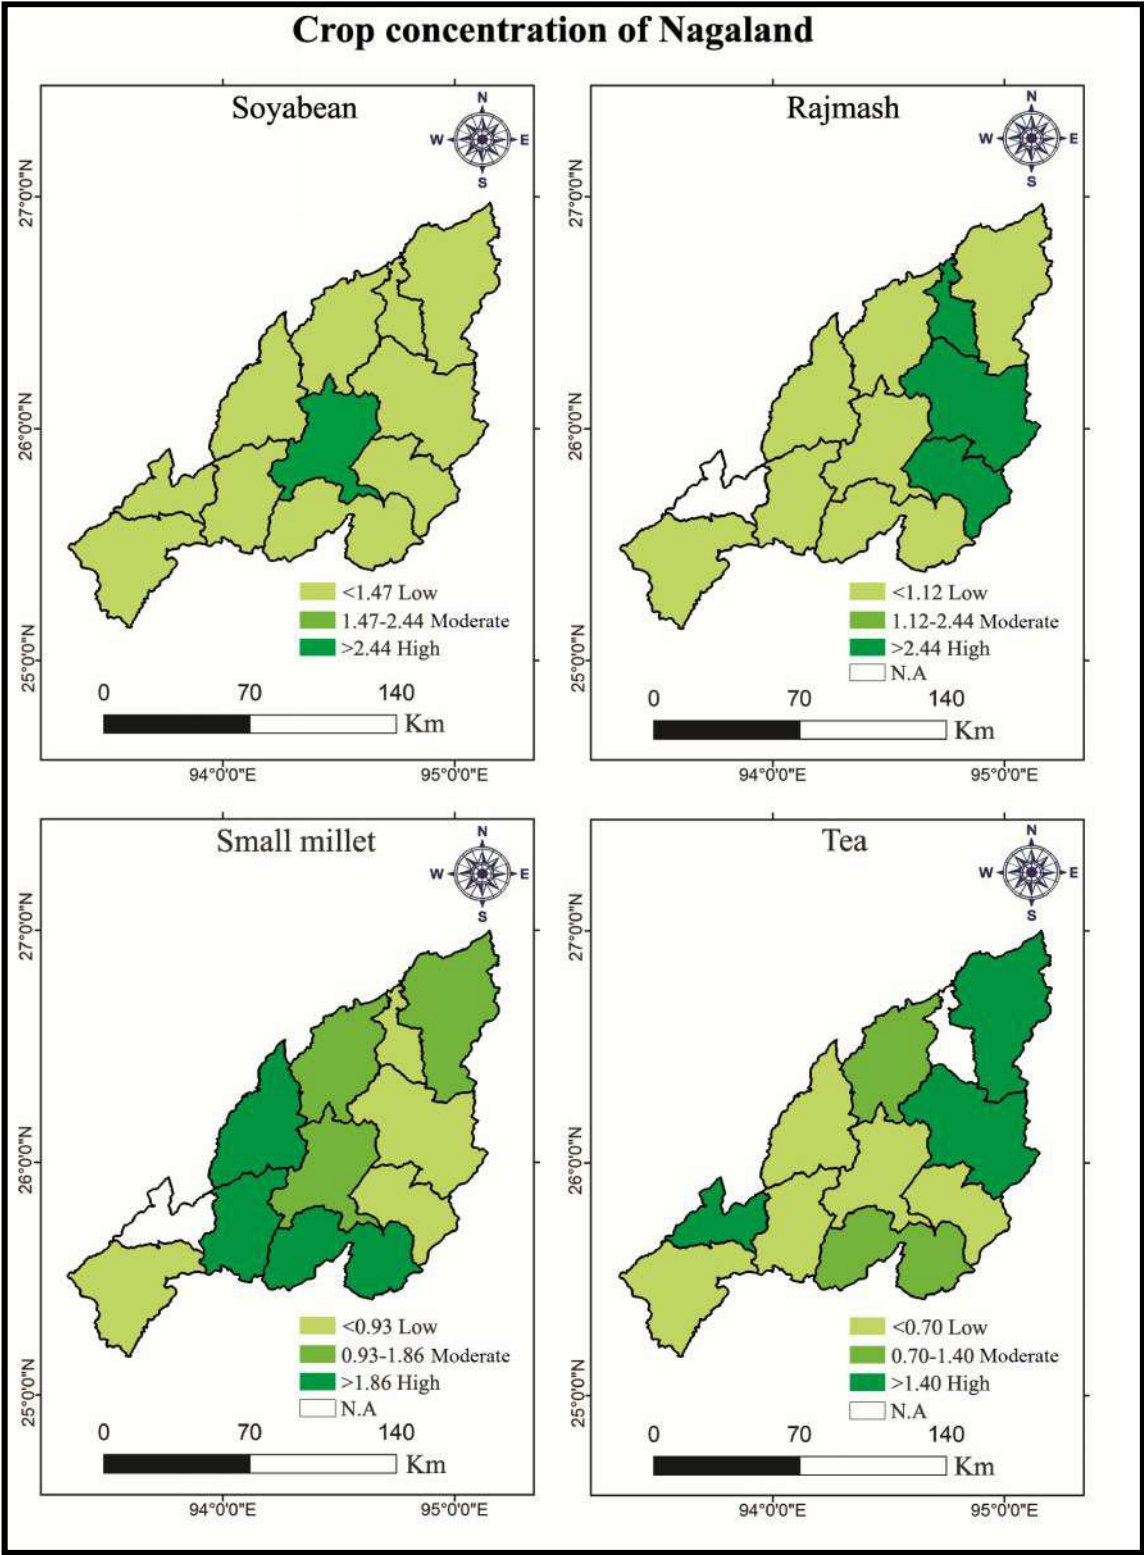 Crop concentration of Nagaland
Soyabean
N
W E
S
27°0'0"N
26°0'0"N
25°0'0"N
<1.47 Low
1.47-2.44 Moderate
>2.44 High
0 70 140
Km
94°0'0"E 95°0'0"E
Rajmash
N
W E
S
27°0'0"N
26°0'0"N
25°0'0"N
<1.12 Low
1.12-2.44 Moderate
>2.44 High
N.A
0 70 140
Km
94°0'0"E 95°0'0"E
Small millet
N
W E
S
27°0'0"N
26°0'0"N
25°0'0"N
<0.93 Low
0.93-1.86 Moderate
>1.86 High
N.A
0 70 140
Km
94°0'0"E 95°0'0"E
Tea
N
W E
S
27°0'0"N
26°0'0"N
25°0'0"N
<0.70 Low
0.70-1.40 Moderate
>1.40 High
N.A
0 70 140
Km
94°0'0"E 95°0'0"E